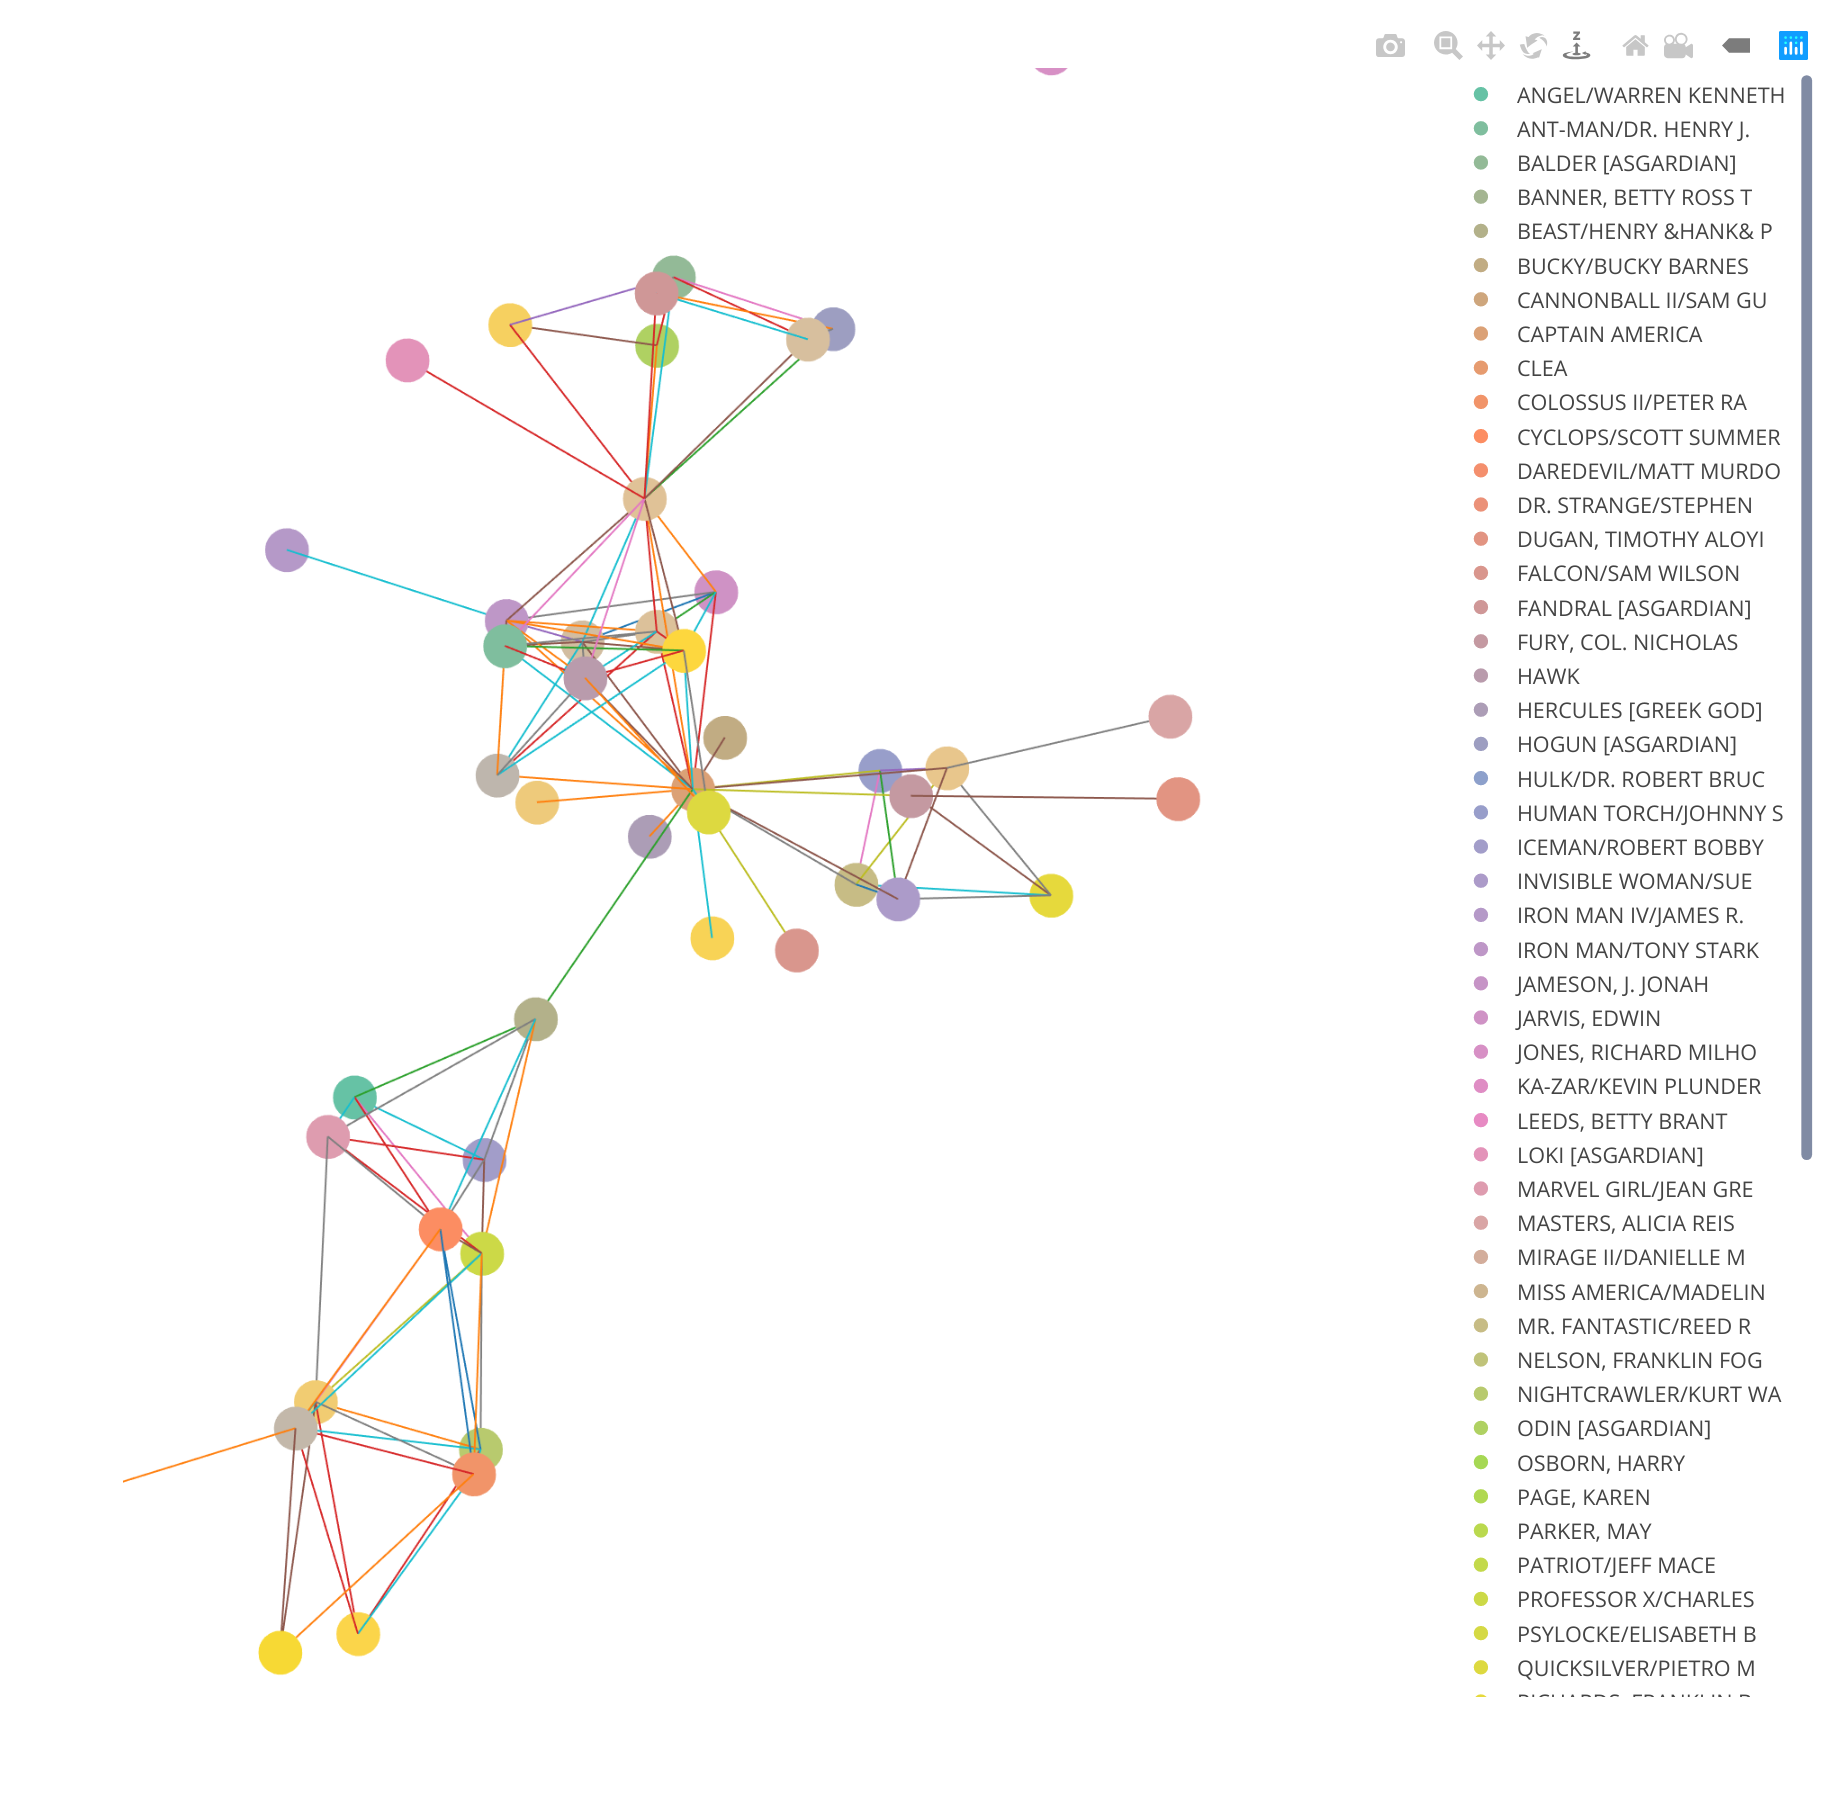 Z
ANGEL/WARREN KENNETH
ANT-MAN/DR. HENRY J.
BALDER [ASGARDIAN]
BANNER, BETTY ROSS T
BEAST/HENRY &HANK& P
BUCKY/BUCKY BARNES
CANNONBALL II/SAM GU
CAPTAIN AMERICA
CLEA
COLOSSUS II/PETER RA
CYCLOPS/SCOTT SUMMER
DAREDEVIL/MATT MURDO
DR. STRANGE/STEPHEN
DUGAN, TIMOTHY ALOYI
FALCON/SAM WILSON
FANDRAL [ASGARDIAN]
FURY, COL. NICHOLAS
HAWK
HERCULES [GREEK GOD]
HOGUN [ASGARDIAN]
HULK/DR. ROBERT BRUC
HUMAN TORCH/JOHNNY S
ICEMAN/ROBERT BOBBY
INVISIBLE WOMAN/SUE
IRON MAN IV/JAMES R.
IRON MAN/TONY STARK
JAMESON, J. JONAH
JARVIS, EDWIN
JONES, RICHARD MILHO
KA-ZAR/KEVIN PLUNDER
LEEDS, BETTY BRANT
LOKI [ASGARDIAN]
MARVEL GIRL/JEAN GRE
MASTERS, ALICIA REIS
MIRAGE II/DANIELLE M
MISS AMERICA/MADELIN
MR. FANTASTIC/REED R
NELSON, FRANKLIN FOG
NIGHTCRAWLER/KURT WA
ODIN [ASGARDIAN]
OSBORN, HARRY
PAGE, KAREN
PARKER, MAY
PATRIOT/JEFF MACE
PROFESSOR X/CHARLES
PSYLOCKE/ELISABETH B
QUICKSILVER/PIETRO M